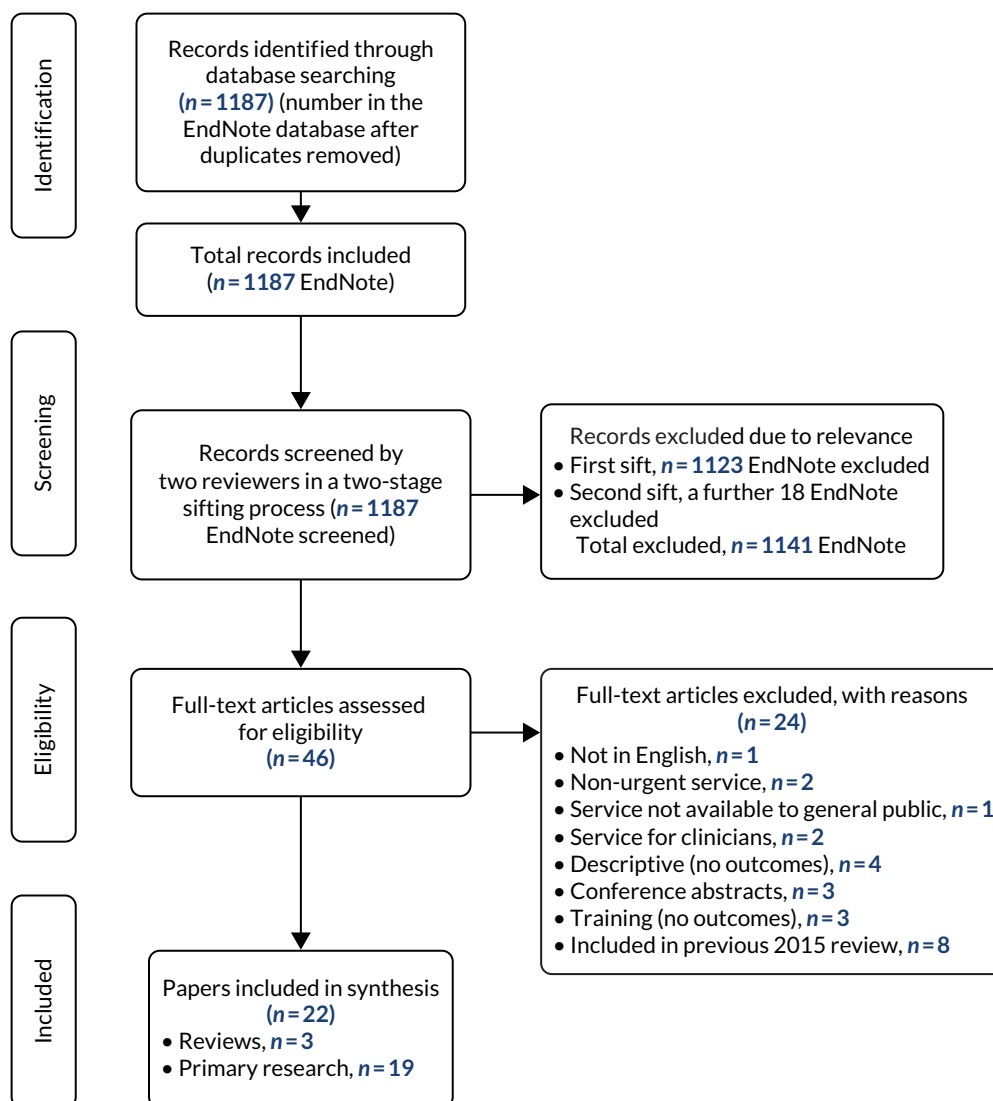 Identification
Records identified through
database searching
(n = 1187) (number in the
EndNote database after
duplicates removed)
Total records included
(n = 1187 EndNote)
Screening
Records screened by
two reviewers in a two-stage
sifting process (n = 1187
EndNote screened)
Records excluded due to relevance
• First sift, n = 1123 EndNote excluded
• Second sift, a further 18 EndNote
excluded
Total excluded, n = 1141 EndNote
Eligibility
Full-text articles assessed
for eligibility
(n = 46)
Full-text articles excluded, with reasons
(n = 24)
• Not in English, n = 1
• Non-urgent service, n = 2
• Service not available to general public, n = 1
• Service for clinicians, n = 2
• Descriptive (no outcomes), n = 4
• Conference abstracts, n = 3
• Training (no outcomes), n = 3
• Included in previous 2015 review, n = 8
Included
Papers included in synthesis
(n = 22)
• Reviews, n = 3
• Primary research, n = 19